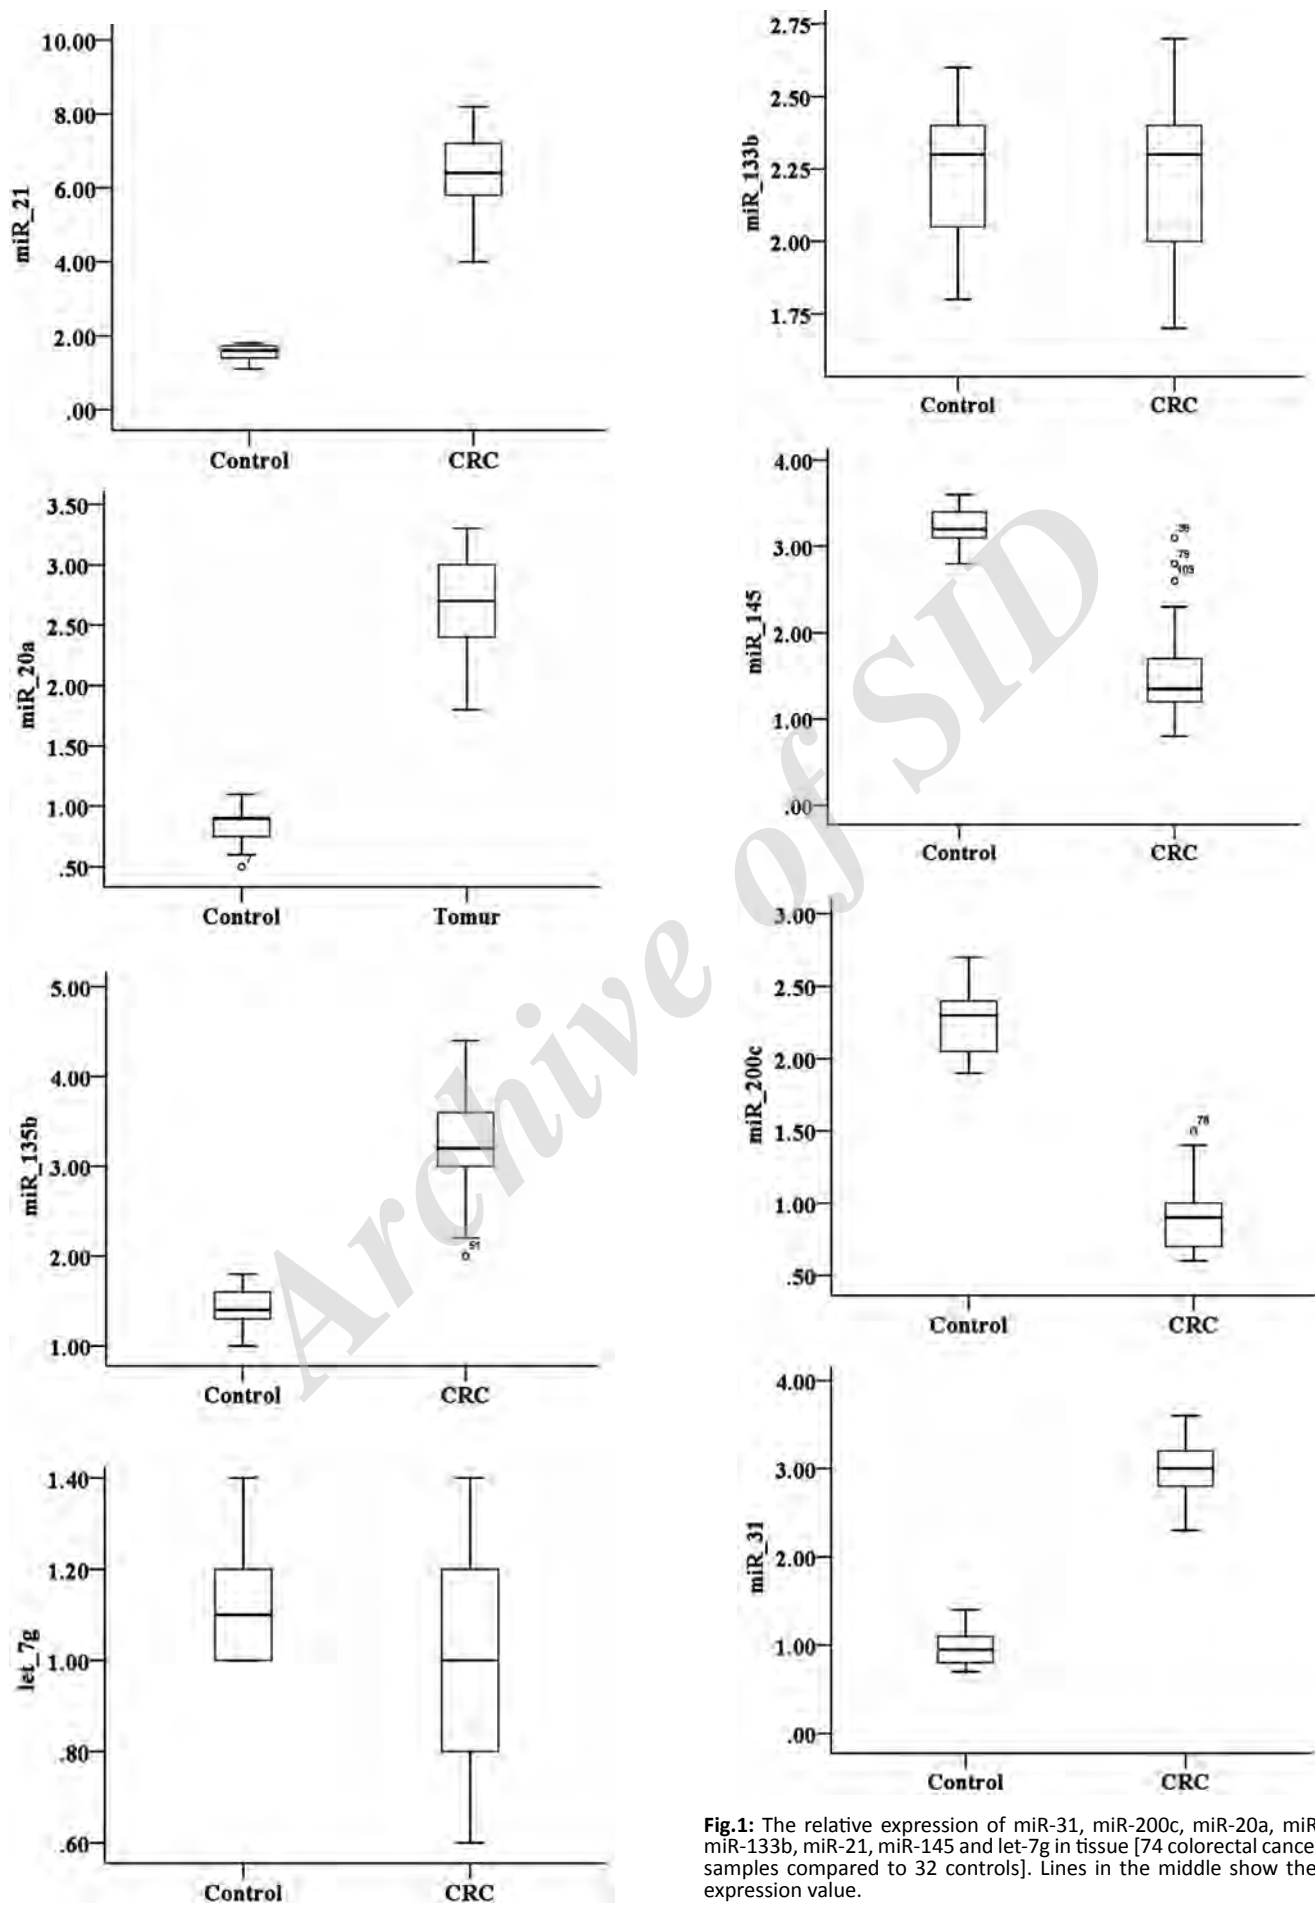 10.00
8.00
6.00
4.00
2.00
.00
miR_21
Control CRC
3.50
3.00
2.50
2.00
1.50
1.00
.50
miR_20a
7
Control Tomur
5.00
4.00
3.00
2.00
1.00
miR_135b
51
Control CRC
1.40
1.20
1.00
.80
.60
let_7g
Control CRC
2.75
2.50
2.25
2.00
1.75
miR_133b
Control CRC
4.00
3.00
2.00
1.00
.00
miR_145
79
103
Control CRC
3.00
2.50
2.00
1.50
1.00
.50
miR_200c
78
Control CRC
4.00
3.00
2.00
1.00
.00
miR_31
Control CRC
Fig.1: The relative expression of miR-31, miR-200c, miR-20a, miR
miR-133b, miR-21, miR-145 and let-7g in tissue [74 colorectal cance
samples compared to 32 controls]. Lines in the middle show the
expression value.
Archive of SID